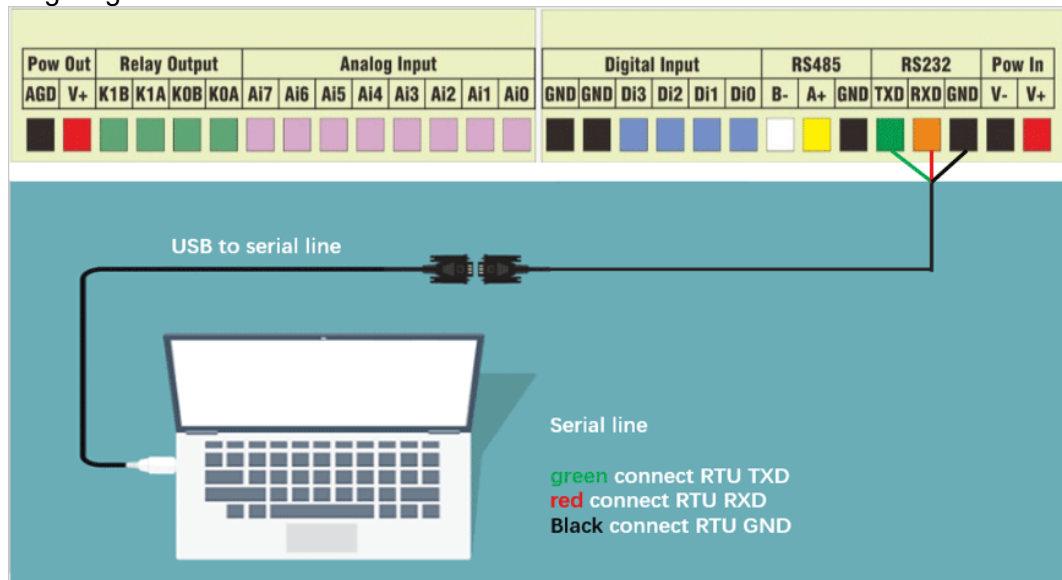 Pow Out Relay Output Analog Input Digital Input RS485 RS232 Pow In
AGD V+ K1B K1A K0B K0A Ai7 Ai6 Ai5 Ai4 Ai3 Ai2 Ai1 Ai0 GND GND Di3 Di2 Di1 Di0 B- A+ GND TXD RXD GND V- V+
USB to serial line
Serial line
green connect RTU TXD
red connect RTU RXD
Black connect RTU GND